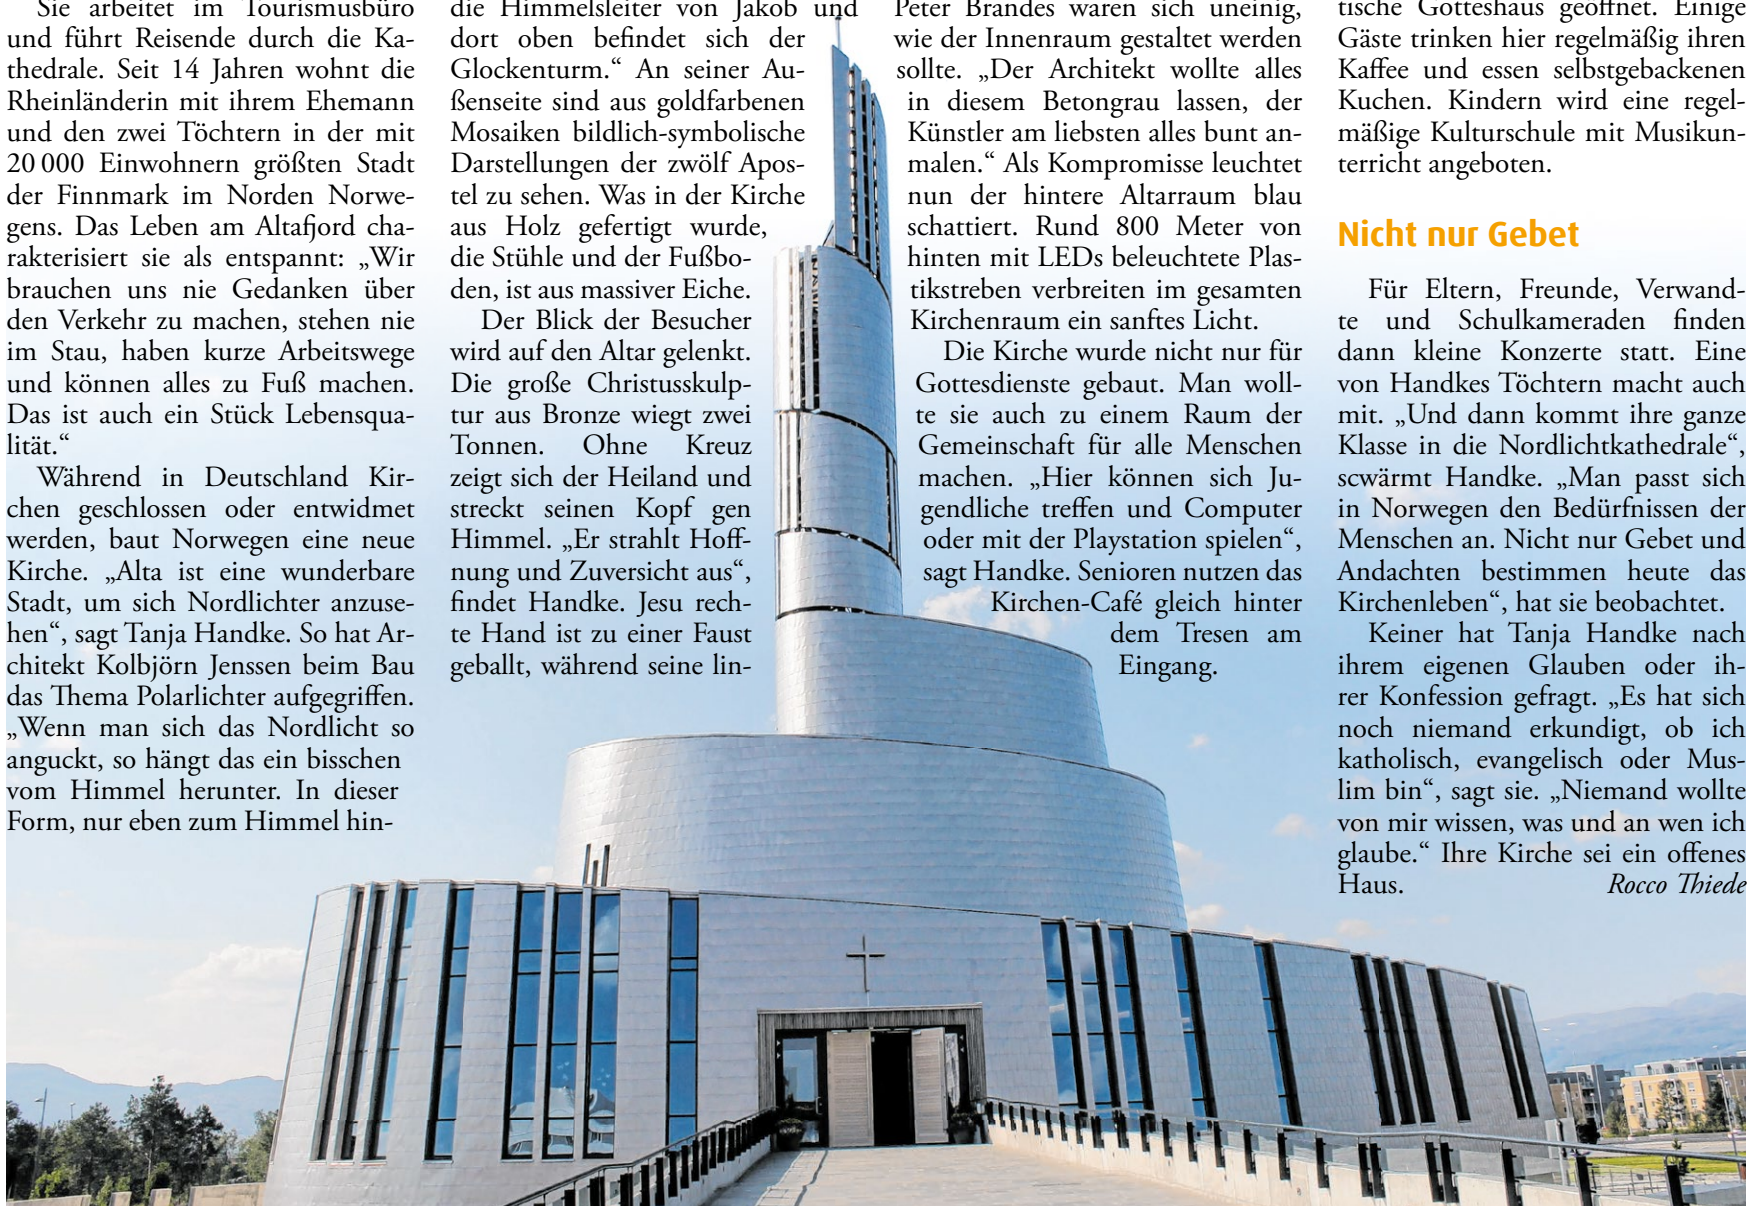 Sie arbeitet im Tourismusbüro
und führt Reisende durch die Ka-
thedrale. Seit 14 Jahren wohnt die
Rheinländerin mit ihrem Ehemann
und den zwei Töchtern in der mit
20 000 Einwohnern größten Stadt
der Finnmark im Norden Norwe-
gens. Das Leben am Altafjord cha-
rakterisiert sie als entspannt: „Wir
brauchen uns nie Gedanken über
den Verkehr zu machen, stehen nie
im Stau, haben kurze Arbeitswege
und können alles zu Fuß machen.
Das ist auch ein Stück Lebensqua-
lität.“
Während in Deutschland Kir-
chen geschlossen oder entwidmet
werden, baut Norwegen eine neue
Kirche. „Alta ist eine wunderbare
Stadt, um sich Nordlichter anzuse-
hen“, sagt Tanja Handke. So hat Ar-
chitekt Kolbjörn Jenssen beim Bau
das Thema Polarlichter aufgegriffen.
„Wenn man sich das Nordlicht so
anguckt, so hängt das ein bisschen
vom Himmel herunter. In dieser
Form, nur eben zum Himmel hin-
die Himmelsleiter von Jakob und
dort oben befindet sich der
Glockenturm.“ An seiner Au-
ßenseite sind aus goldfarbenen
Mosaiken bildlich-symbolische
Darstellungen der zwölf Apos-
tel zu sehen. Was in der Kirche
aus Holz gefertigt wurde,
die Stühle und der Fußbo-
den, ist aus massiver Eiche.
Der Blick der Besucher
wird auf den Altar gelenkt.
Die große Christusskulp-
tur aus Bronze wiegt zwei
Tonnen. Ohne Kreuz
zeigt sich der Heiland und
streckt seinen Kopf gen
Himmel. „Er strahlt Hoff-
nung und Zuversicht aus“,
findet Handke. Jesu rech-
te Hand ist zu einer Faust
geballt, während seine lin-
Peter Brandes waren sich uneinig,
wie der Innenraum gestaltet werden
sollte. „Der Architekt wollte alles
in diesem Betongrau lassen, der
Künstler am liebsten alles bunt an-
malen.“ Als Kompromisse leuchtet
nun der hintere Altarraum blau
schattiert. Rund 800 Meter von
hinten mit LEDs beleuchtete Plas-
tikstreben verbreiten im gesamten
Kirchenraum ein sanftes Licht.
Die Kirche wurde nicht nur für
Gottesdienste gebaut. Man woll-
te sie auch zu einem Raum der
Gemeinschaft für alle Menschen
machen. „Hier können sich Ju-
gendliche treffen und Computer
oder mit der Playstation spielen“,
sagt Handke. Senioren nutzen das
Kirchen-Café gleich hinter
dem Tresen am
Eingang.
tische Gotteshaus geöffnet. Einige
Gäste trinken hier regelmäßig ihren
Kaffee und essen selbstgebackenen
Kuchen. Kindern wird eine regel-
mäßige Kulturschule mit Musikun-
terricht angeboten.
Nicht nur Gebet
Für Eltern, Freunde, Verwand-
te und Schulkameraden finden
dann kleine Konzerte statt. Eine
von Handkes Töchtern macht auch
mit. „Und dann kommt ihre ganze
Klasse in die Nordlichtkathedrale“,
scwärmt Handke. „Man passt sich
in Norwegen den Bedürfnissen der
Menschen an. Nicht nur Gebet und
Andachten bestimmen heute das
Kirchenleben“, hat sie beobachtet.
Keiner hat Tanja Handke nach
ihrem eigenen Glauben oder ih-
rer Konfession gefragt. „Es hat sich
noch niemand erkundigt, ob ich
katholisch, evangelisch oder Mus-
lim bin“, sagt sie. „Niemand wollte
von mir wissen, was und an wen ich
glaube.“ Ihre Kirche sei ein offenes
Haus. Rocco Thiede